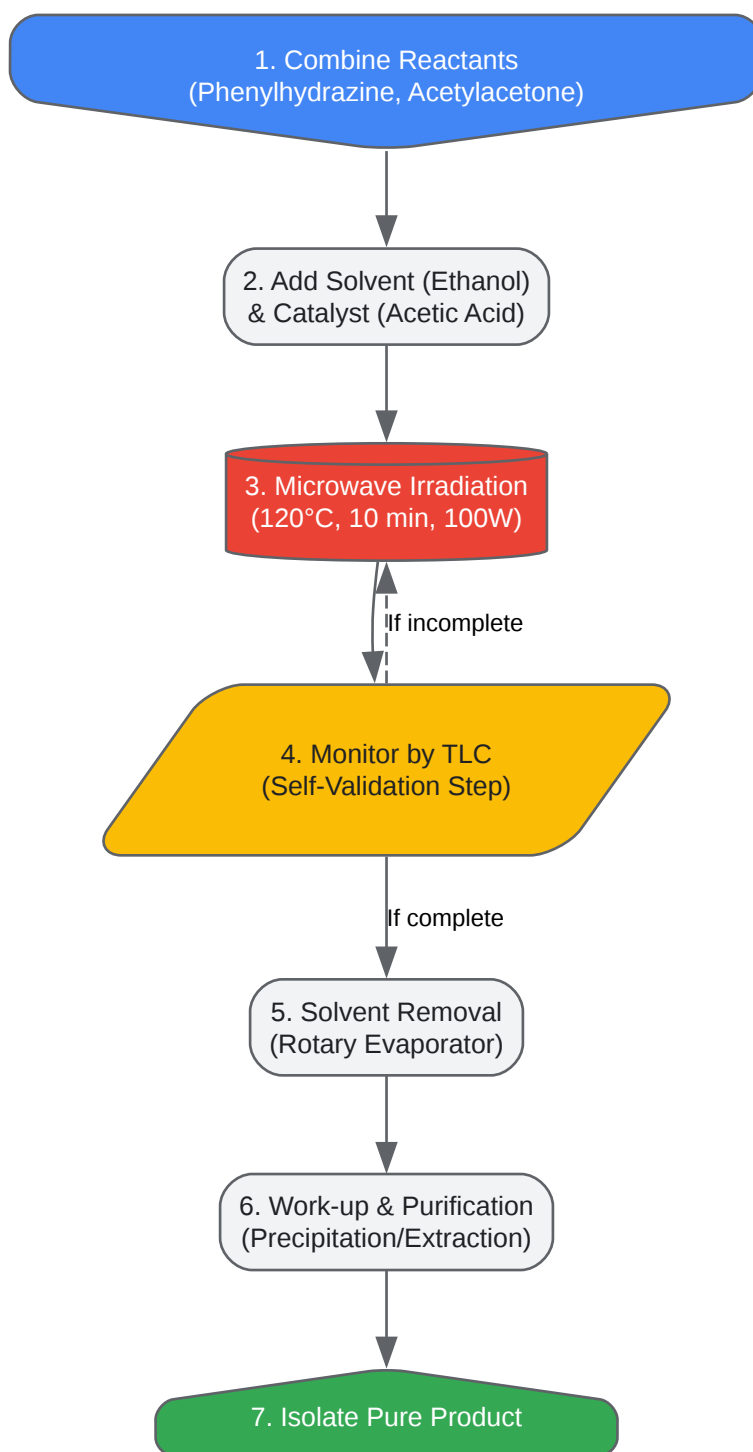 1. Combine Reactants
(Phenylhydrazine, Acetylacetone)
2. Add Solvent (Ethanol)
& Catalyst (Acetic Acid)
3. Microwave Irradiation
(120°C, 10 min, 100W)
If incomplete
4. Monitor by TLC
(Self-Validation Step)
If complete
5. Solvent Removal
(Rotary Evaporator)
6. Work-up & Purification
(Precipitation/Extraction)
7. Isolate Pure Product